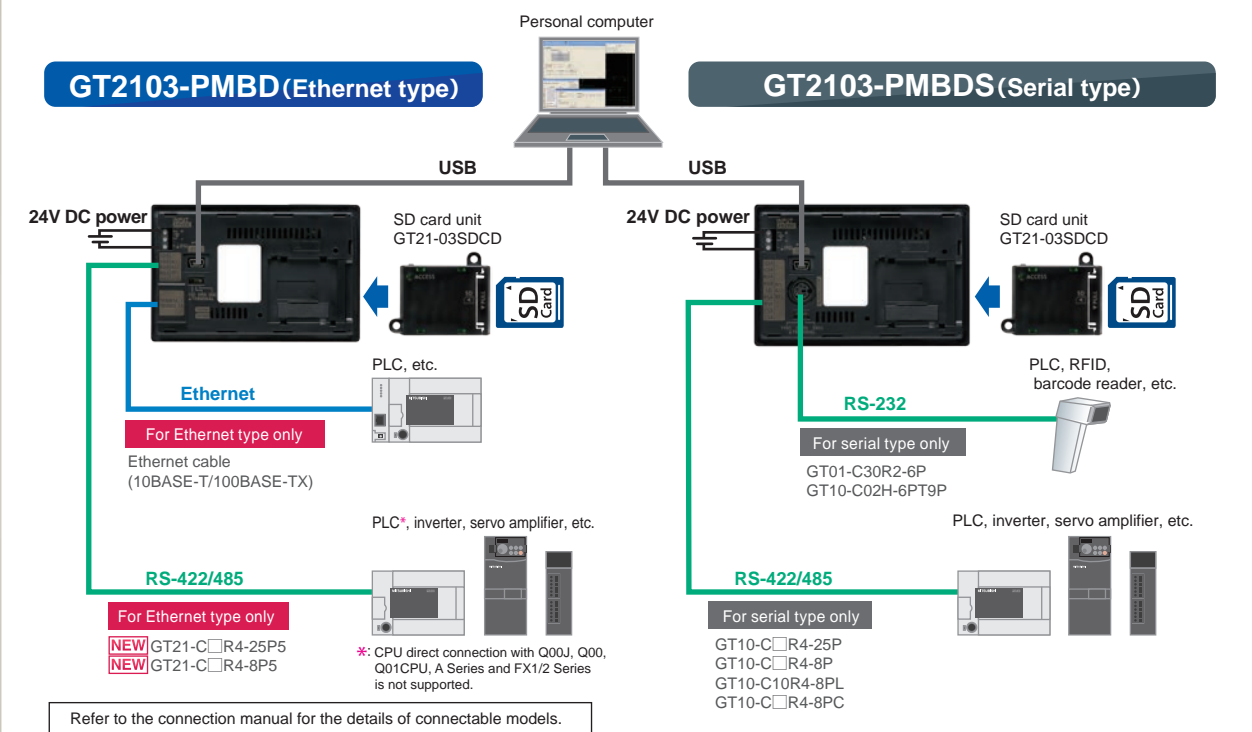 Personal computer
GT2103-PMBD(Ethernet type)
GT2103-PMBDS(Serial type)
USB
USB
24V DC power
SD card unit
GT21-03SDCD
ACCESS
SD
Card
24V DC power
SD card unit
GT21-03SDCD
ACCESS
SD
Card
PLC, etc.
Ethernet
For Ethernet type only
Ethernet cable
(10BASE-T/100BASE-TX)
PLC, RFID,
barcode reader, etc.
RS-232
For serial type only
GT01-C30R2-6P
GT10-C02H-6PT9P
PLC*, inverter, servo amplifier, etc.
RS-422/485
For Ethernet type only
NEW GT21-C□R4-25P5
NEW GT21-C□R4-8P5
*: CPU direct connection with Q00J, Q00,
Q01CPU, A Series and FX1/2 Series
is not supported.
PLC, inverter, servo amplifier, etc.
RS-422/485
For serial type only
GT10-C□R4-25P
GT10-C□R4-8P
GT10-C10R4-8PL
GT10-C□R4-8PC
Refer to the connection manual for the details of connectable models.